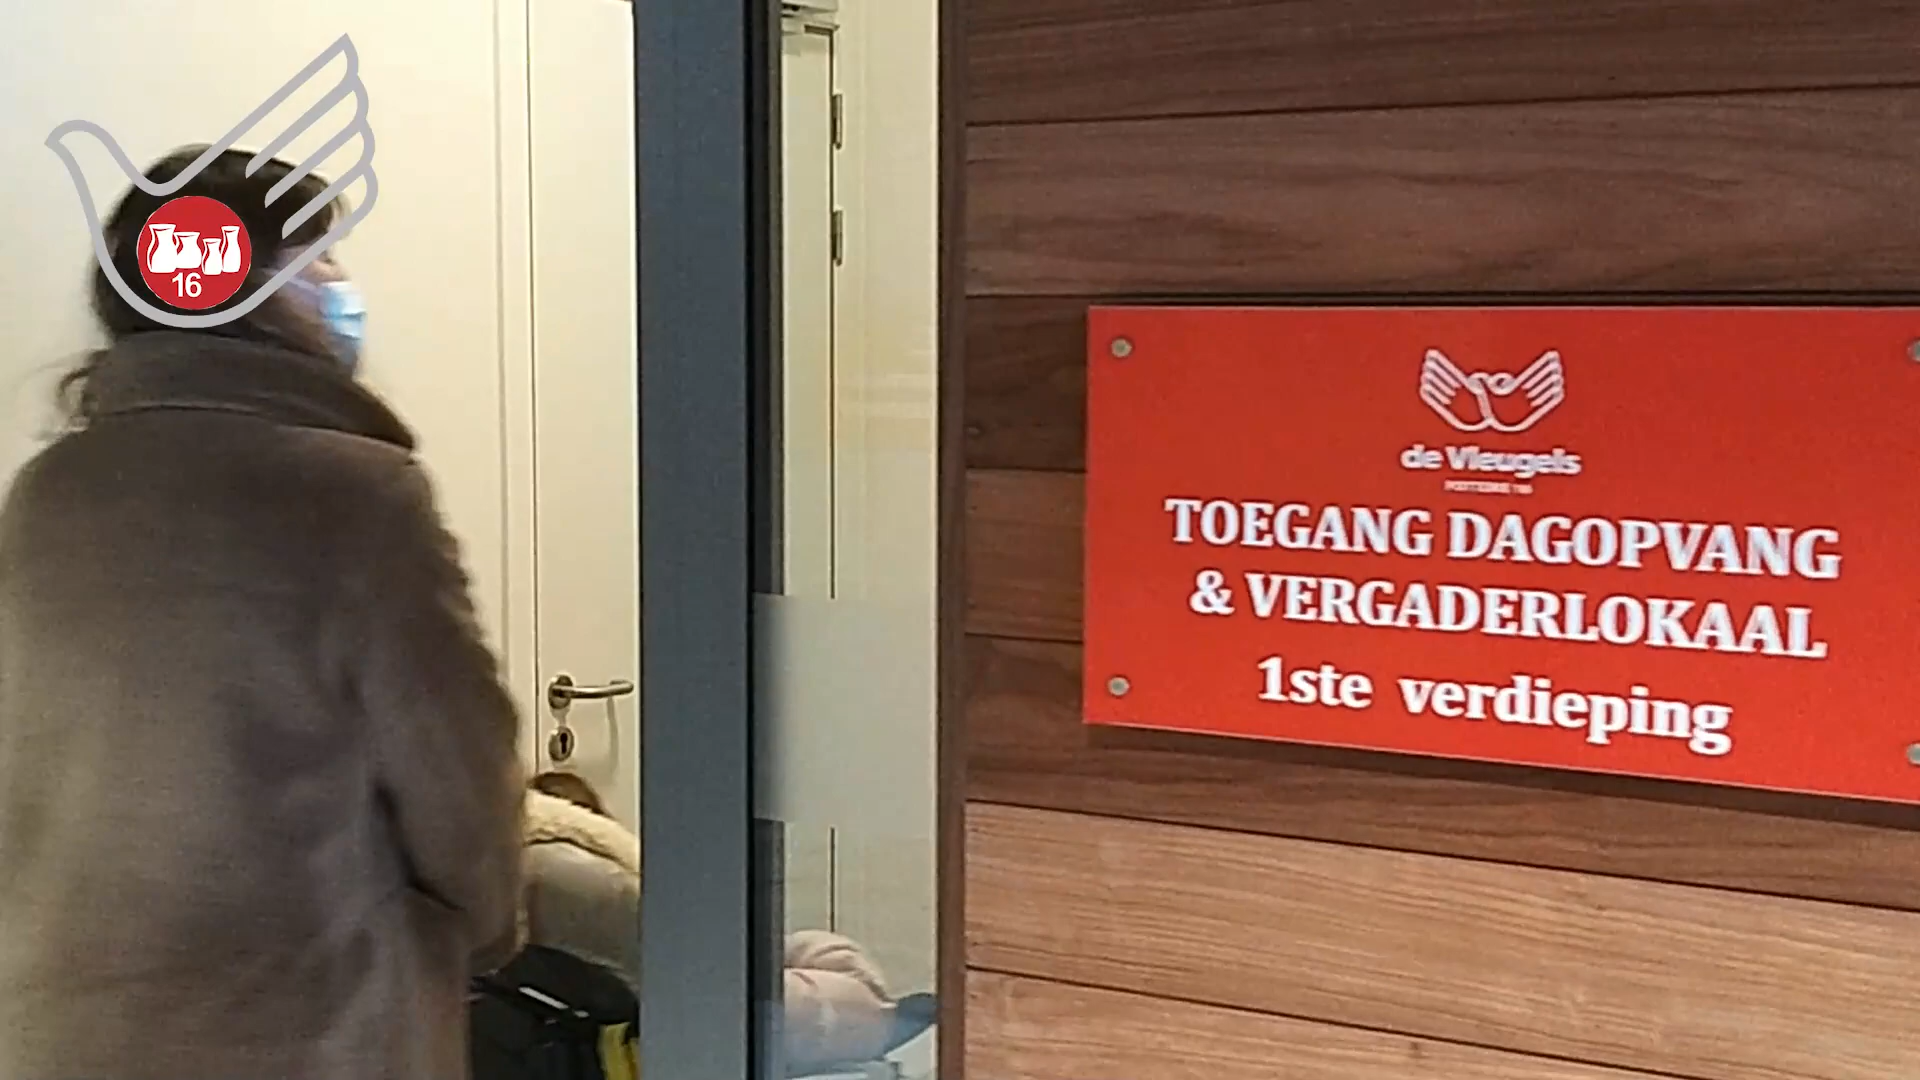 16
de Vleugels
TOEGANG DAGOPVANG
& VERGADERLOKAAL
1ste verdieping